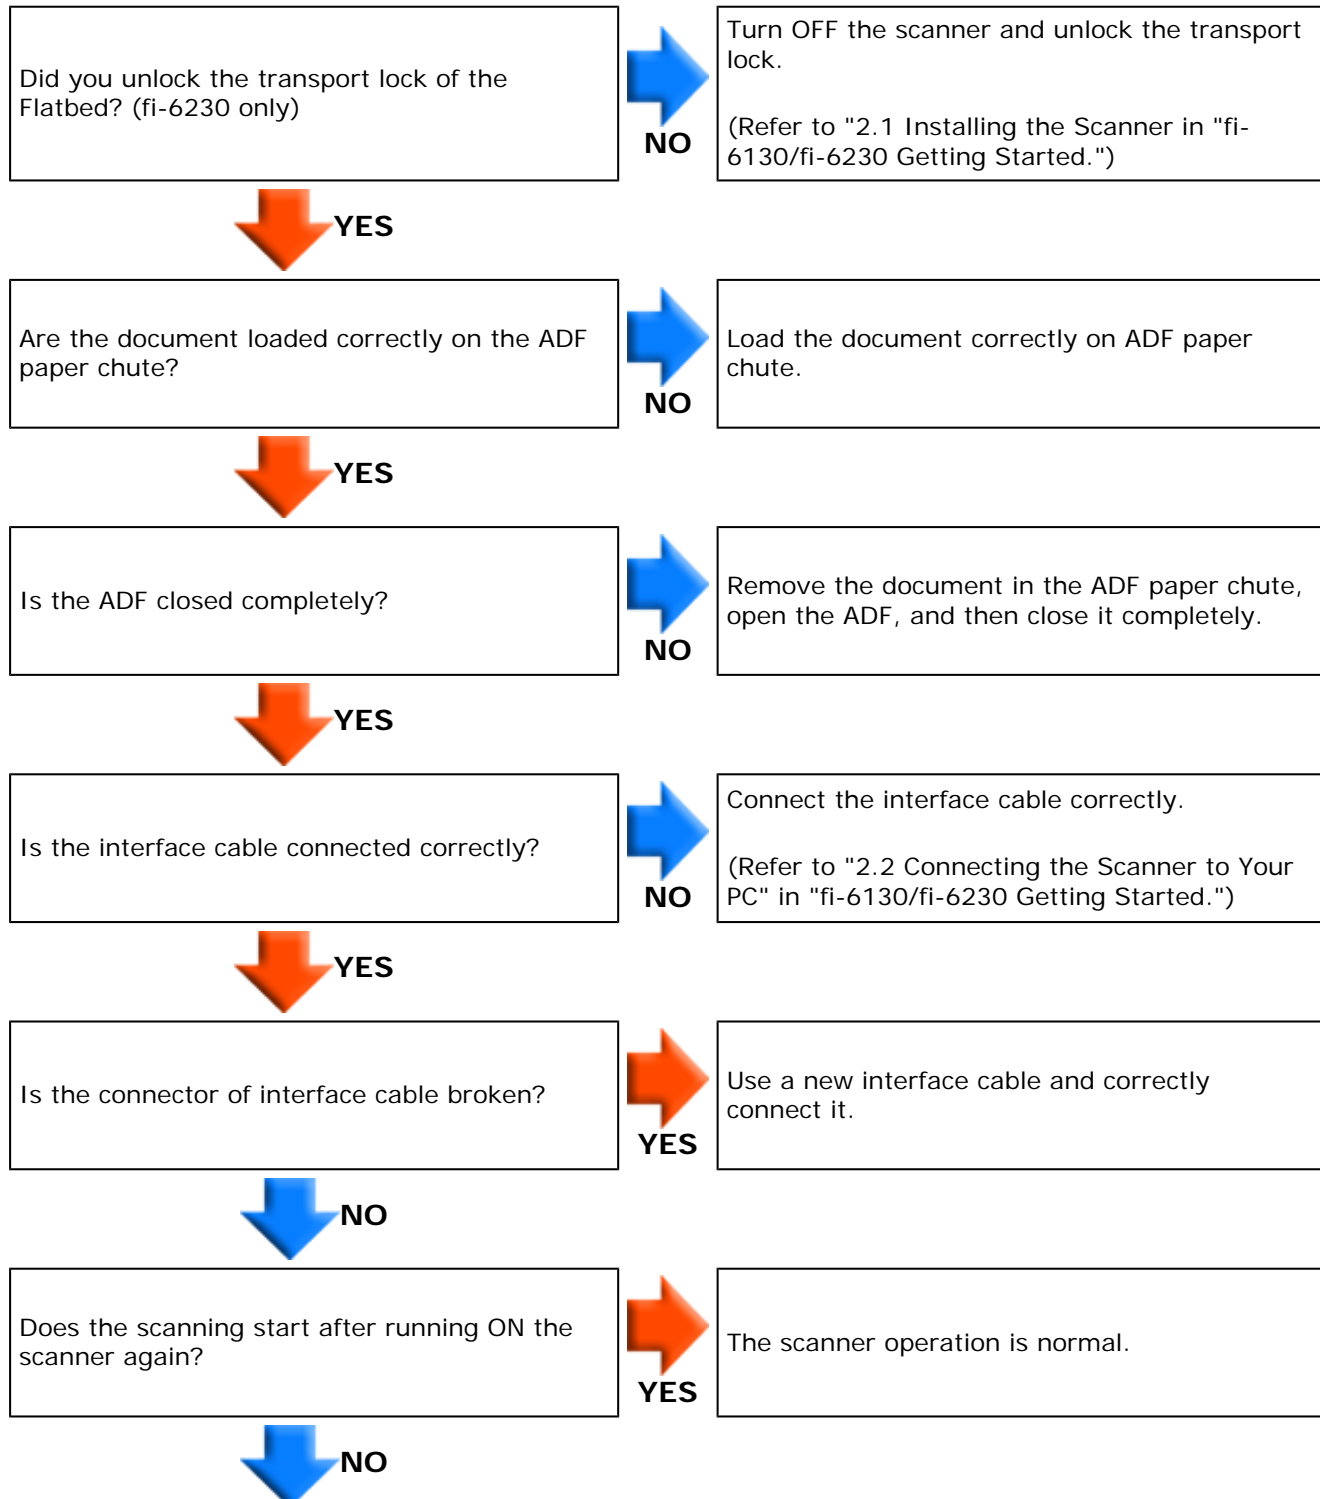 Did you unlock the transport lock of the
Flatbed? (fi-6230 only)
NO
Turn OFF the scanner and unlock the transport
lock.
(Refer to "2.1 Installing the Scanner in "fi-
6130/fi-6230 Getting Started.")
YES
Are the document loaded correctly on the ADF
paper chute?
NO
Load the document correctly on ADF paper
chute.
YES
Is the ADF closed completely?
NO
Remove the document in the ADF paper chute,
open the ADF, and then close it completely.
YES
Is the interface cable connected correctly?
NO
Connect the interface cable correctly.
(Refer to "2.2 Connecting the Scanner to Your
PC" in "fi-6130/fi-6230 Getting Started.")
YES
Is the connector of interface cable broken?
YES
Use a new interface cable and correctly
connect it.
NO
Does the scanning start after running ON the
scanner again?
YES
The scanner operation is normal.
NO